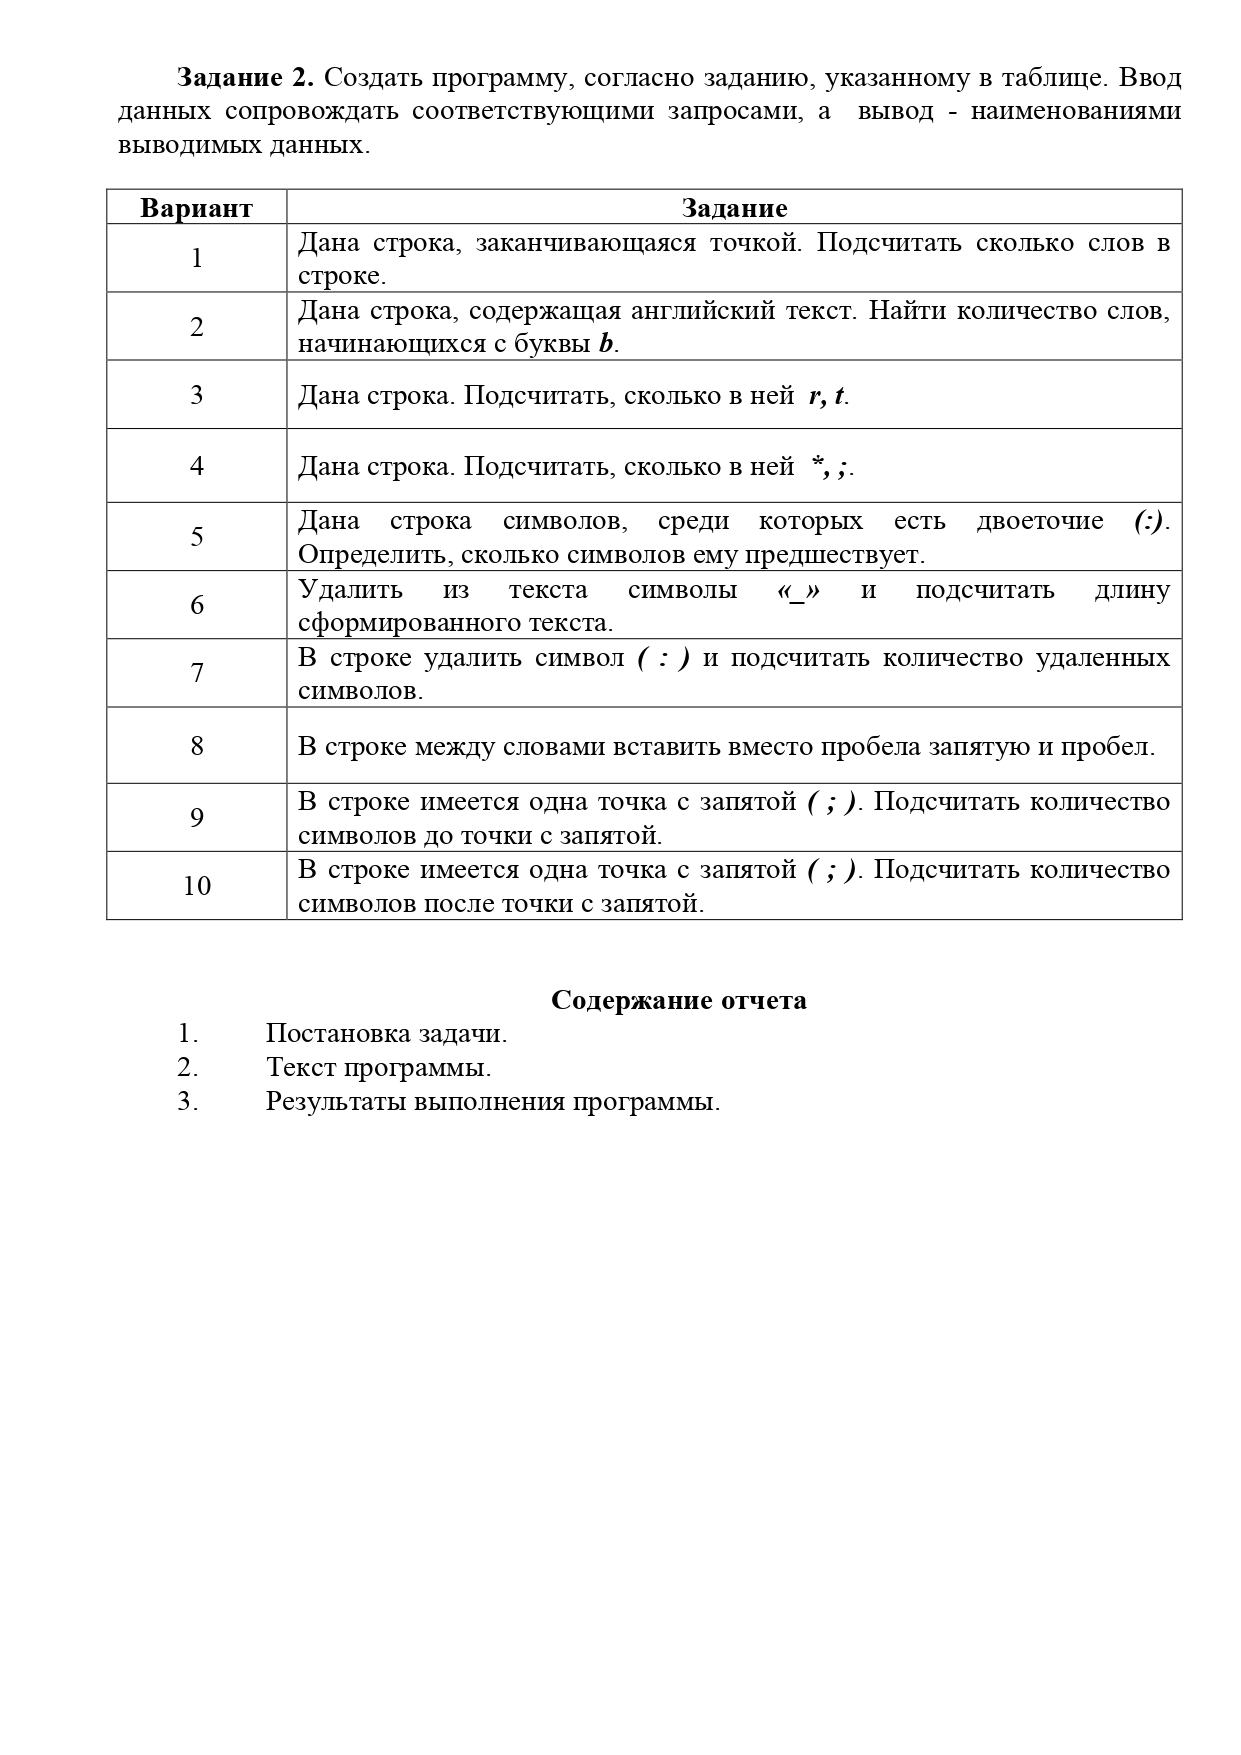 Задание 2. Создать программу, согласно заданию, указанному в таблице. Ввод
данных сопровождать соответствующими запросами, а вывод - наименованиями
выводимых данных.
Вариант Задание
1 Дана строка, заканчивающаяся точкой. Подсчитать сколько слов в
строке.
2 Дана строка, содержащая английский текст. Найти количество слов,
начинающихся с буквы b.
3 Дана строка. Подсчитать, сколько в ней r, t.
4 Дана строка. Подсчитать, сколько в ней *, ;.
5 Дана строка символов, среди которых есть двоеточие (:).
Определить, сколько символов ему предшествует.
6 Удалить из текста символы «_» и подсчитать длину
сформированного текста.
7 В строке удалить символ ( : ) и подсчитать количество удаленных
символов.
8 В строке между словами вставить вместо пробела запятую и пробел.
9 В строке имеется одна точка с запятой ( ; ). Подсчитать количество
символов до точки с запятой.
10 В строке имеется одна точка с запятой ( ; ). Подсчитать количество
символов после точки с запятой.
Содержание отчета
1. Постановка задачи.
2. Текст программы.
3. Результаты выполнения программы.